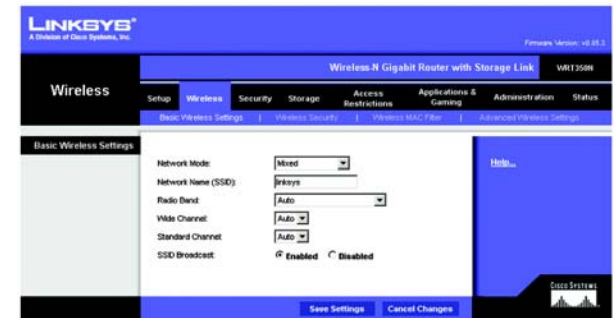 LINKSYS®
A Division of Cisco Systems, Inc.
Firmware Version: v0.05.2
Wireless-N Gigabit Router with Storage Link
WRT350N
Wireless
Setup
Wireless
Security
Storage
Access Restrictions
Applications & Gaming
Administration
Status
Basic Wireless Settings | Wireless Security | Wireless MAC Filter | Advanced Wireless Settings
Basic Wireless Settings
Network Mode: Mixed
Network Name (SSID): linksys
Radio Band: Auto
Wide Channel: Auto
Standard Channel: Auto
SSID Broadcast: Enabled Disabled
Help...
Save Settings
Cancel Changes
CISCO SYSTEMS